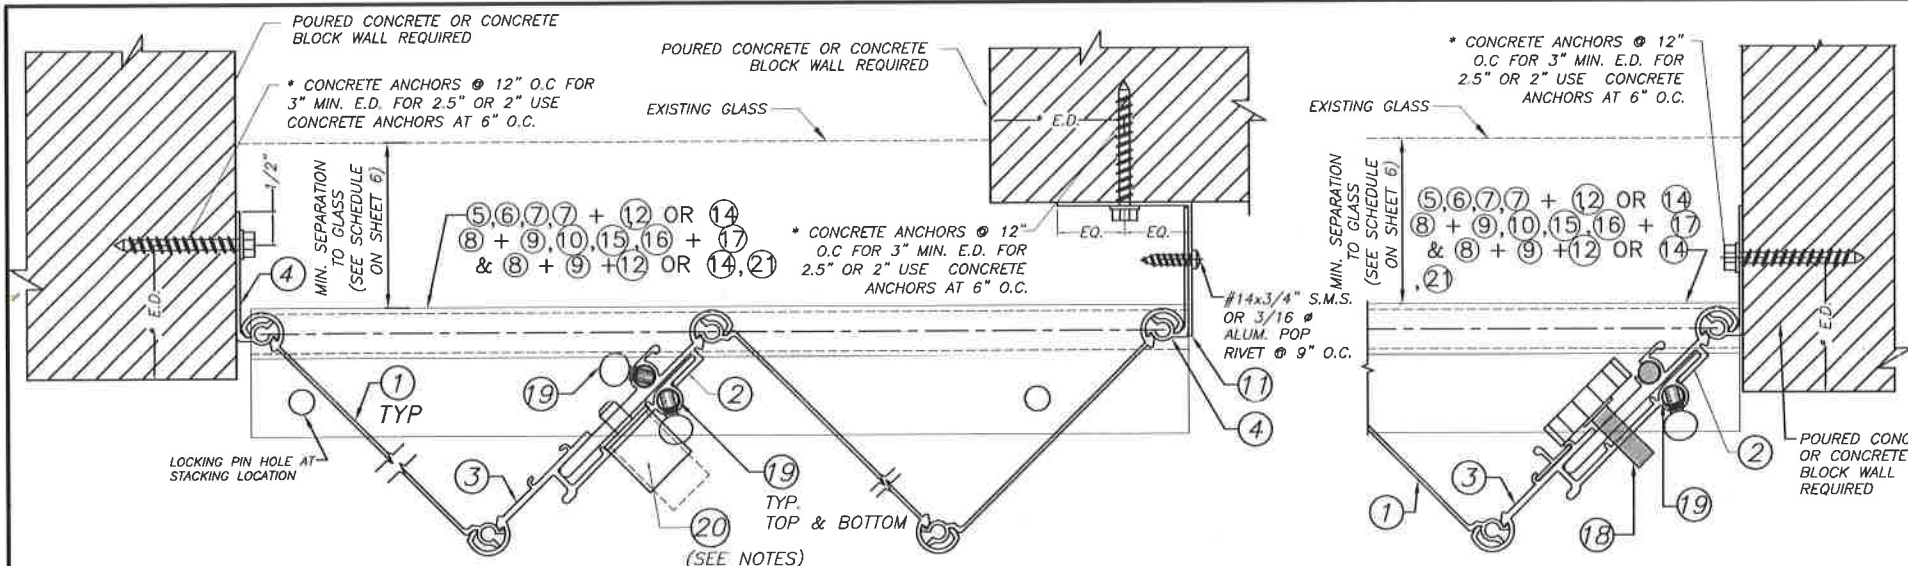 POURED CONCRETE OR CONCRETE
BLOCK WALL REQUIRED
* CONCRETE ANCHORS @ 12" O.C FOR
3" MIN. E.D. FOR 2.5" OR 2" USE
CONCRETE ANCHORS AT 6" O.C.
1/2"
E.D.
4
MIN. SEPARATION
TO GLASS
(SEE SCHEDULE
ON SHEET 6)
POURED CONCRETE OR CONCRETE
BLOCK WALL REQUIRED
EXISTING GLASS
E.D.
5,6,7,7 + 12 OR 14
8 + 9,10,15,16 + 17
& 8 + 9 +12 OR 14,21
* CONCRETE ANCHORS @ 12"
O.C FOR 3" MIN. E.D. FOR
2.5" OR 2" USE CONCRETE
ANCHORS AT 6" O.C.
EQ. EQ.
#14x3/4" S.M.S.
OR 3/16 ø
ALUM. POP
RIVET @ 9" O.C.
11
4
1
TYP
19
2
LOCKING PIN HOLE AT
STACKING LOCATION
3
19
TYP.
TOP & BOTTOM
20
(SEE NOTES)
* CONCRETE ANCHORS @ 12"
O.C FOR 3" MIN. E.D. FOR
2.5" OR 2" USE CONCRETE
ANCHORS AT 6" O.C.
EXISTING GLASS
MIN. SEPARATION
TO GLASS
(SEE SCHEDULE
ON SHEET 6)
5,6,7,7 + 12 OR 14
8 + 9,10,15,16 + 17
& 8 + 9 +12 OR 14
,21
E.D.
2
19
18
3
1
POURED CONC
OR CONCRETE
BLOCK WALL
REQUIRED